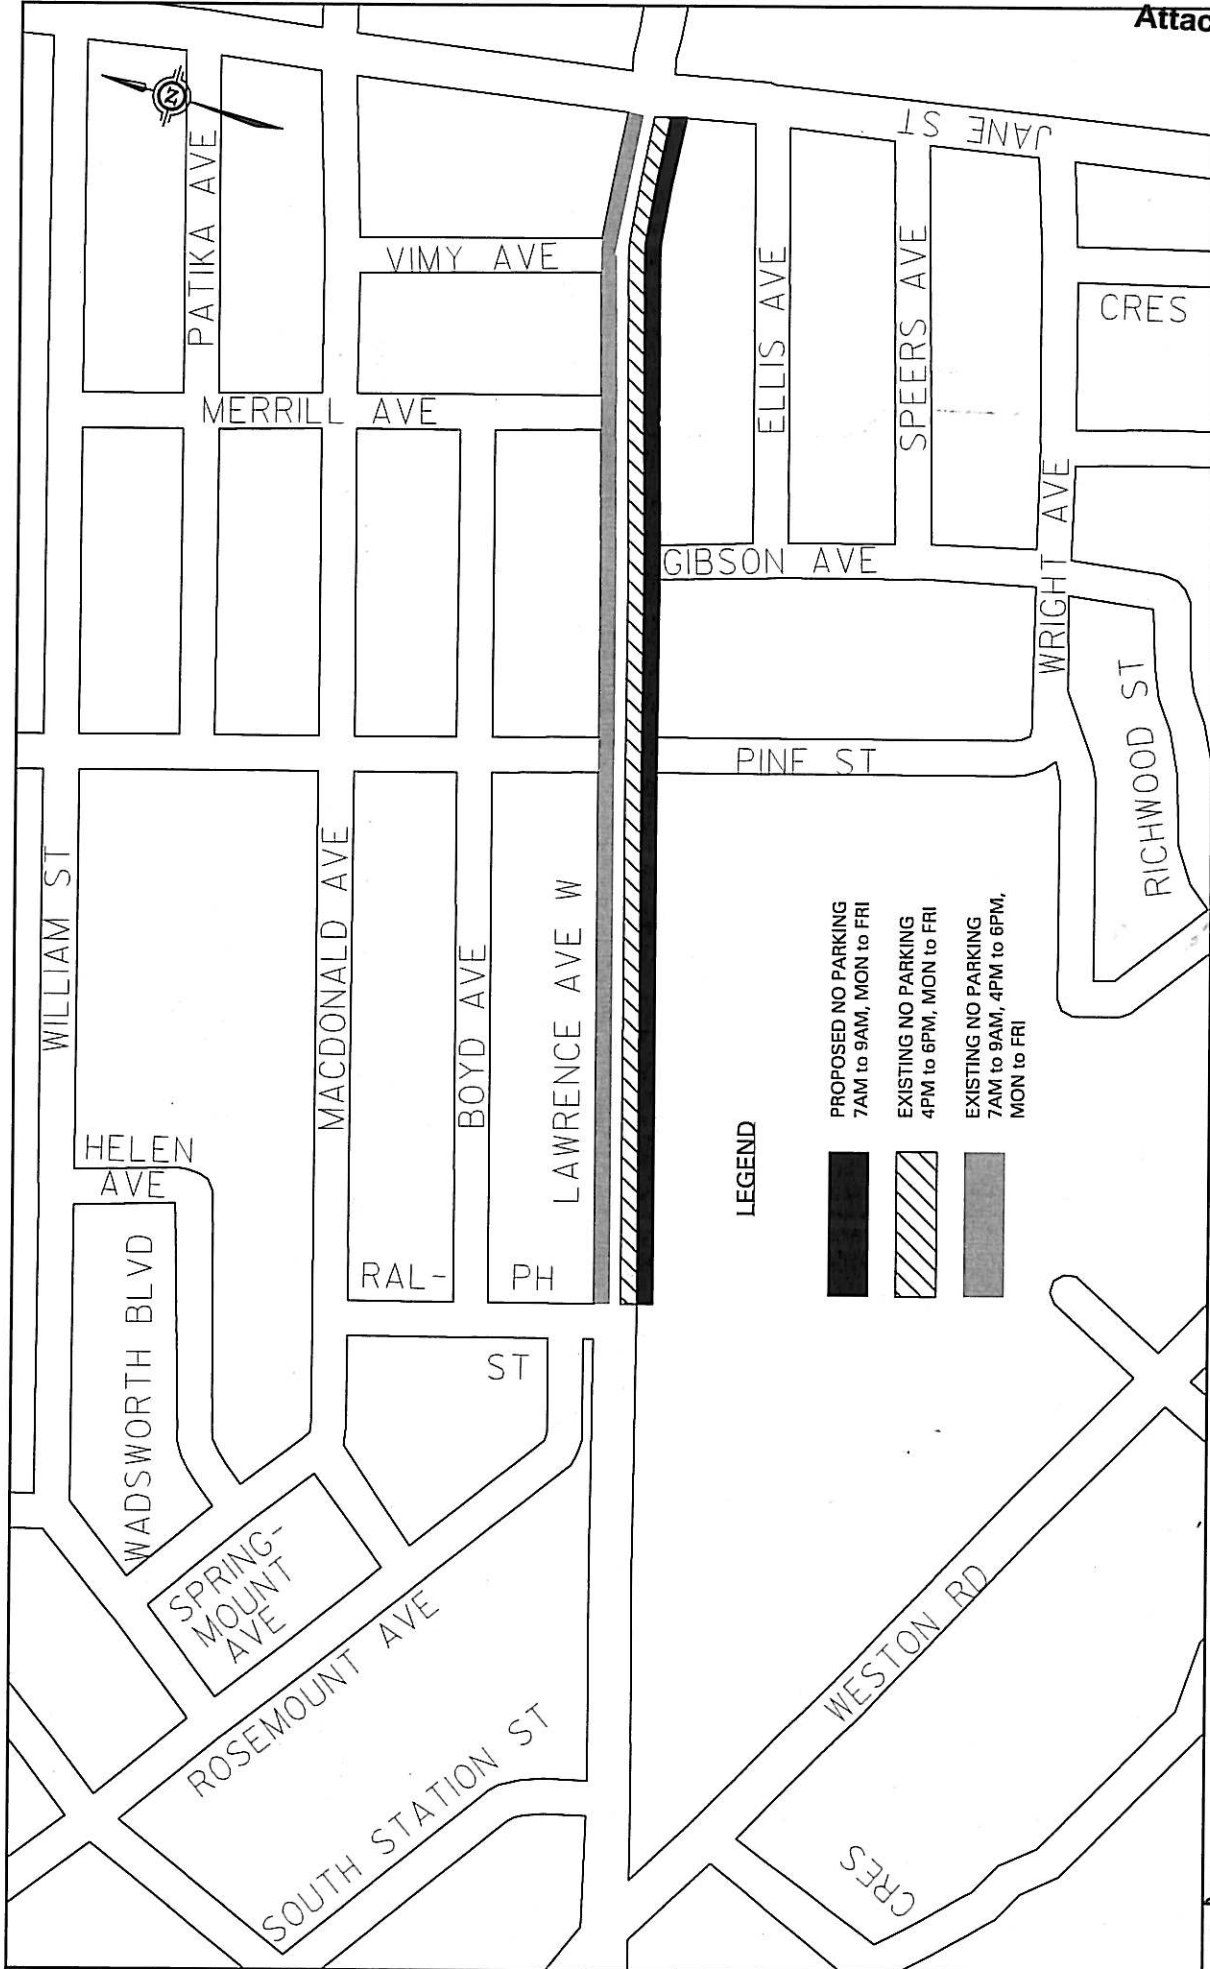 Attac
N
PATIKA AVE
JANE ST
VIMY AVE
MERRILL AVE
ELLIS AVE
SPEERS AVE
CRES
GIBSON AVE
WRIGHT AVE
PINE ST
RICHWOOD ST
WILLIAM ST
MACDONALD AVE
BOYD AVE
LAWRENCE AVE W
HELEN
AVE
WADSWORTH BLVD
RAL-
PH
ST
SPRING-
MOUNT
AVE
ROSEMOUNT AVE
SOUTH STATION ST
WESTON RD
CRES
LEGEND
PROPOSED NO PARKING
7AM to 9AM, MON to FRI
EXISTING NO PARKING
4PM to 6PM, MON to FRI
EXISTING NO PARKING
7AM to 9AM, 4PM to 6PM,
MON to FRI